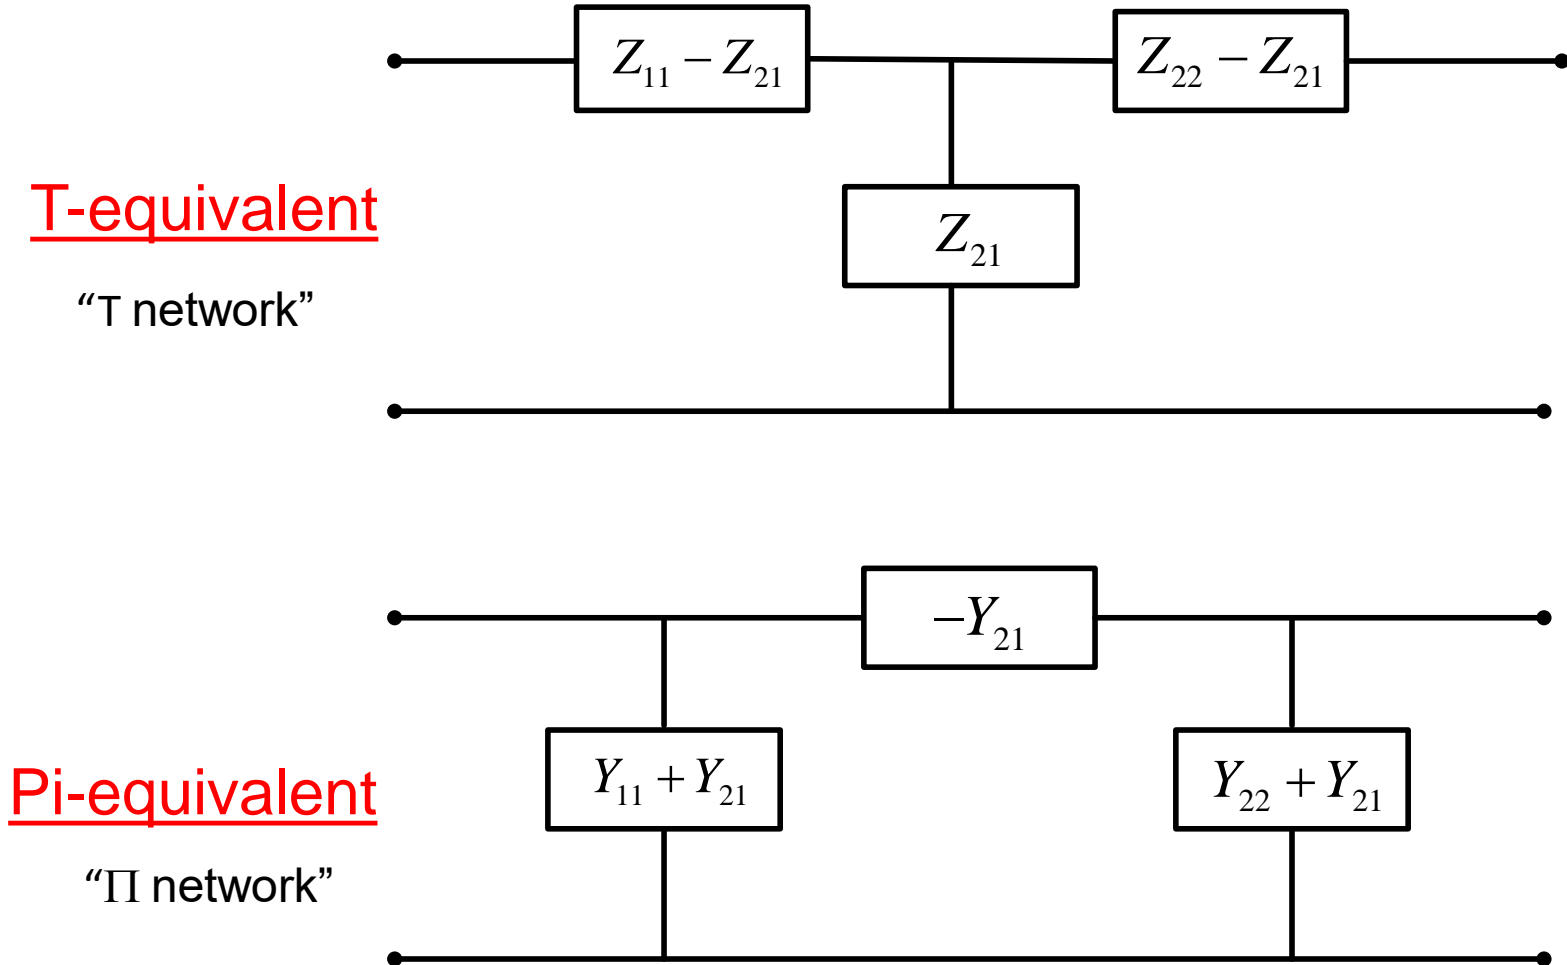 Z₁₁ − Z₂₁
Z₂₂ − Z₂₁
T-equivalent
Z₂₁
“T network”
−Y₂₁
Y₁₁ + Y₂₁
Y₂₂ + Y₂₁
Pi-equivalent
“Π network”